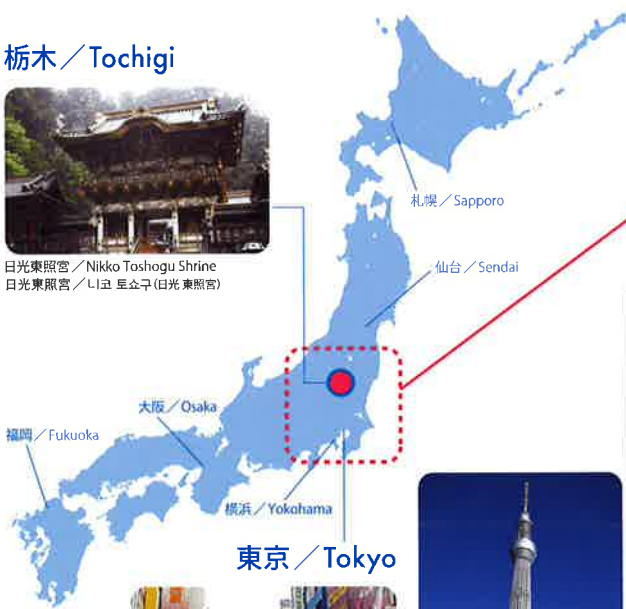 栃木／Tochigi
日光東照宮／Nikko Toshogu Shrine
日光東照宮／니코 토쇼구(日光 東照宮)
札幌／Sapporo
仙台／Sendai
大阪／Osaka
福岡／Fukuoka
横浜／Yokohama
東京／Tokyo